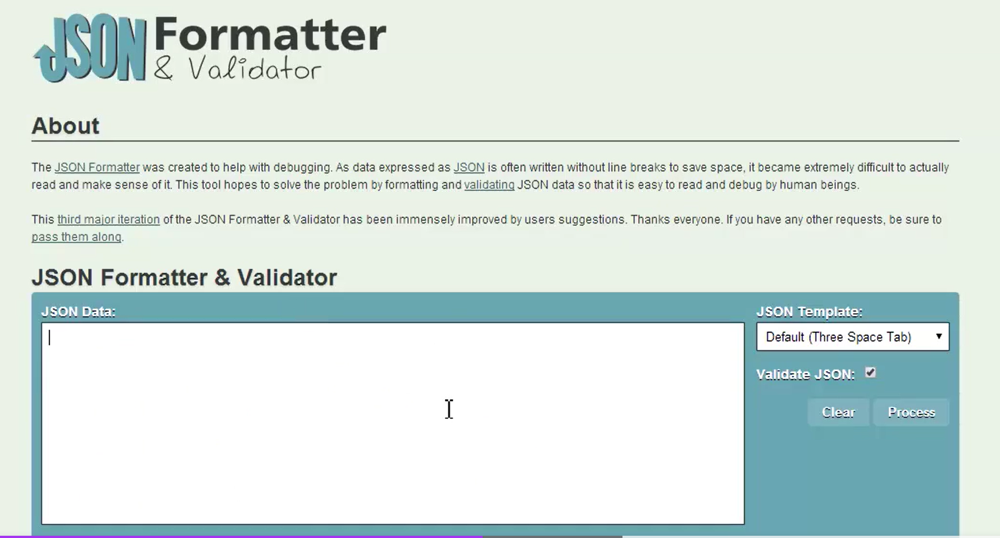 JSON Formatter
& Validator
About
The JSON Formatter was created to help with debugging. As data expressed as JSON is often written without line breaks to save space, it became extremely difficult to actually
read and make sense of it. This tool hopes to solve the problem by formatting and validating JSON data so that it is easy to read and debug by human beings.
This third major iteration of the JSON Formatter & Validator has been immensely improved by users suggestions. Thanks everyone. If you have any other requests, be sure to
pass them along.
JSON Formatter & Validator
JSON Data:
JSON Template:
Default (Three Space Tab)
Validate JSON:
Clear Process